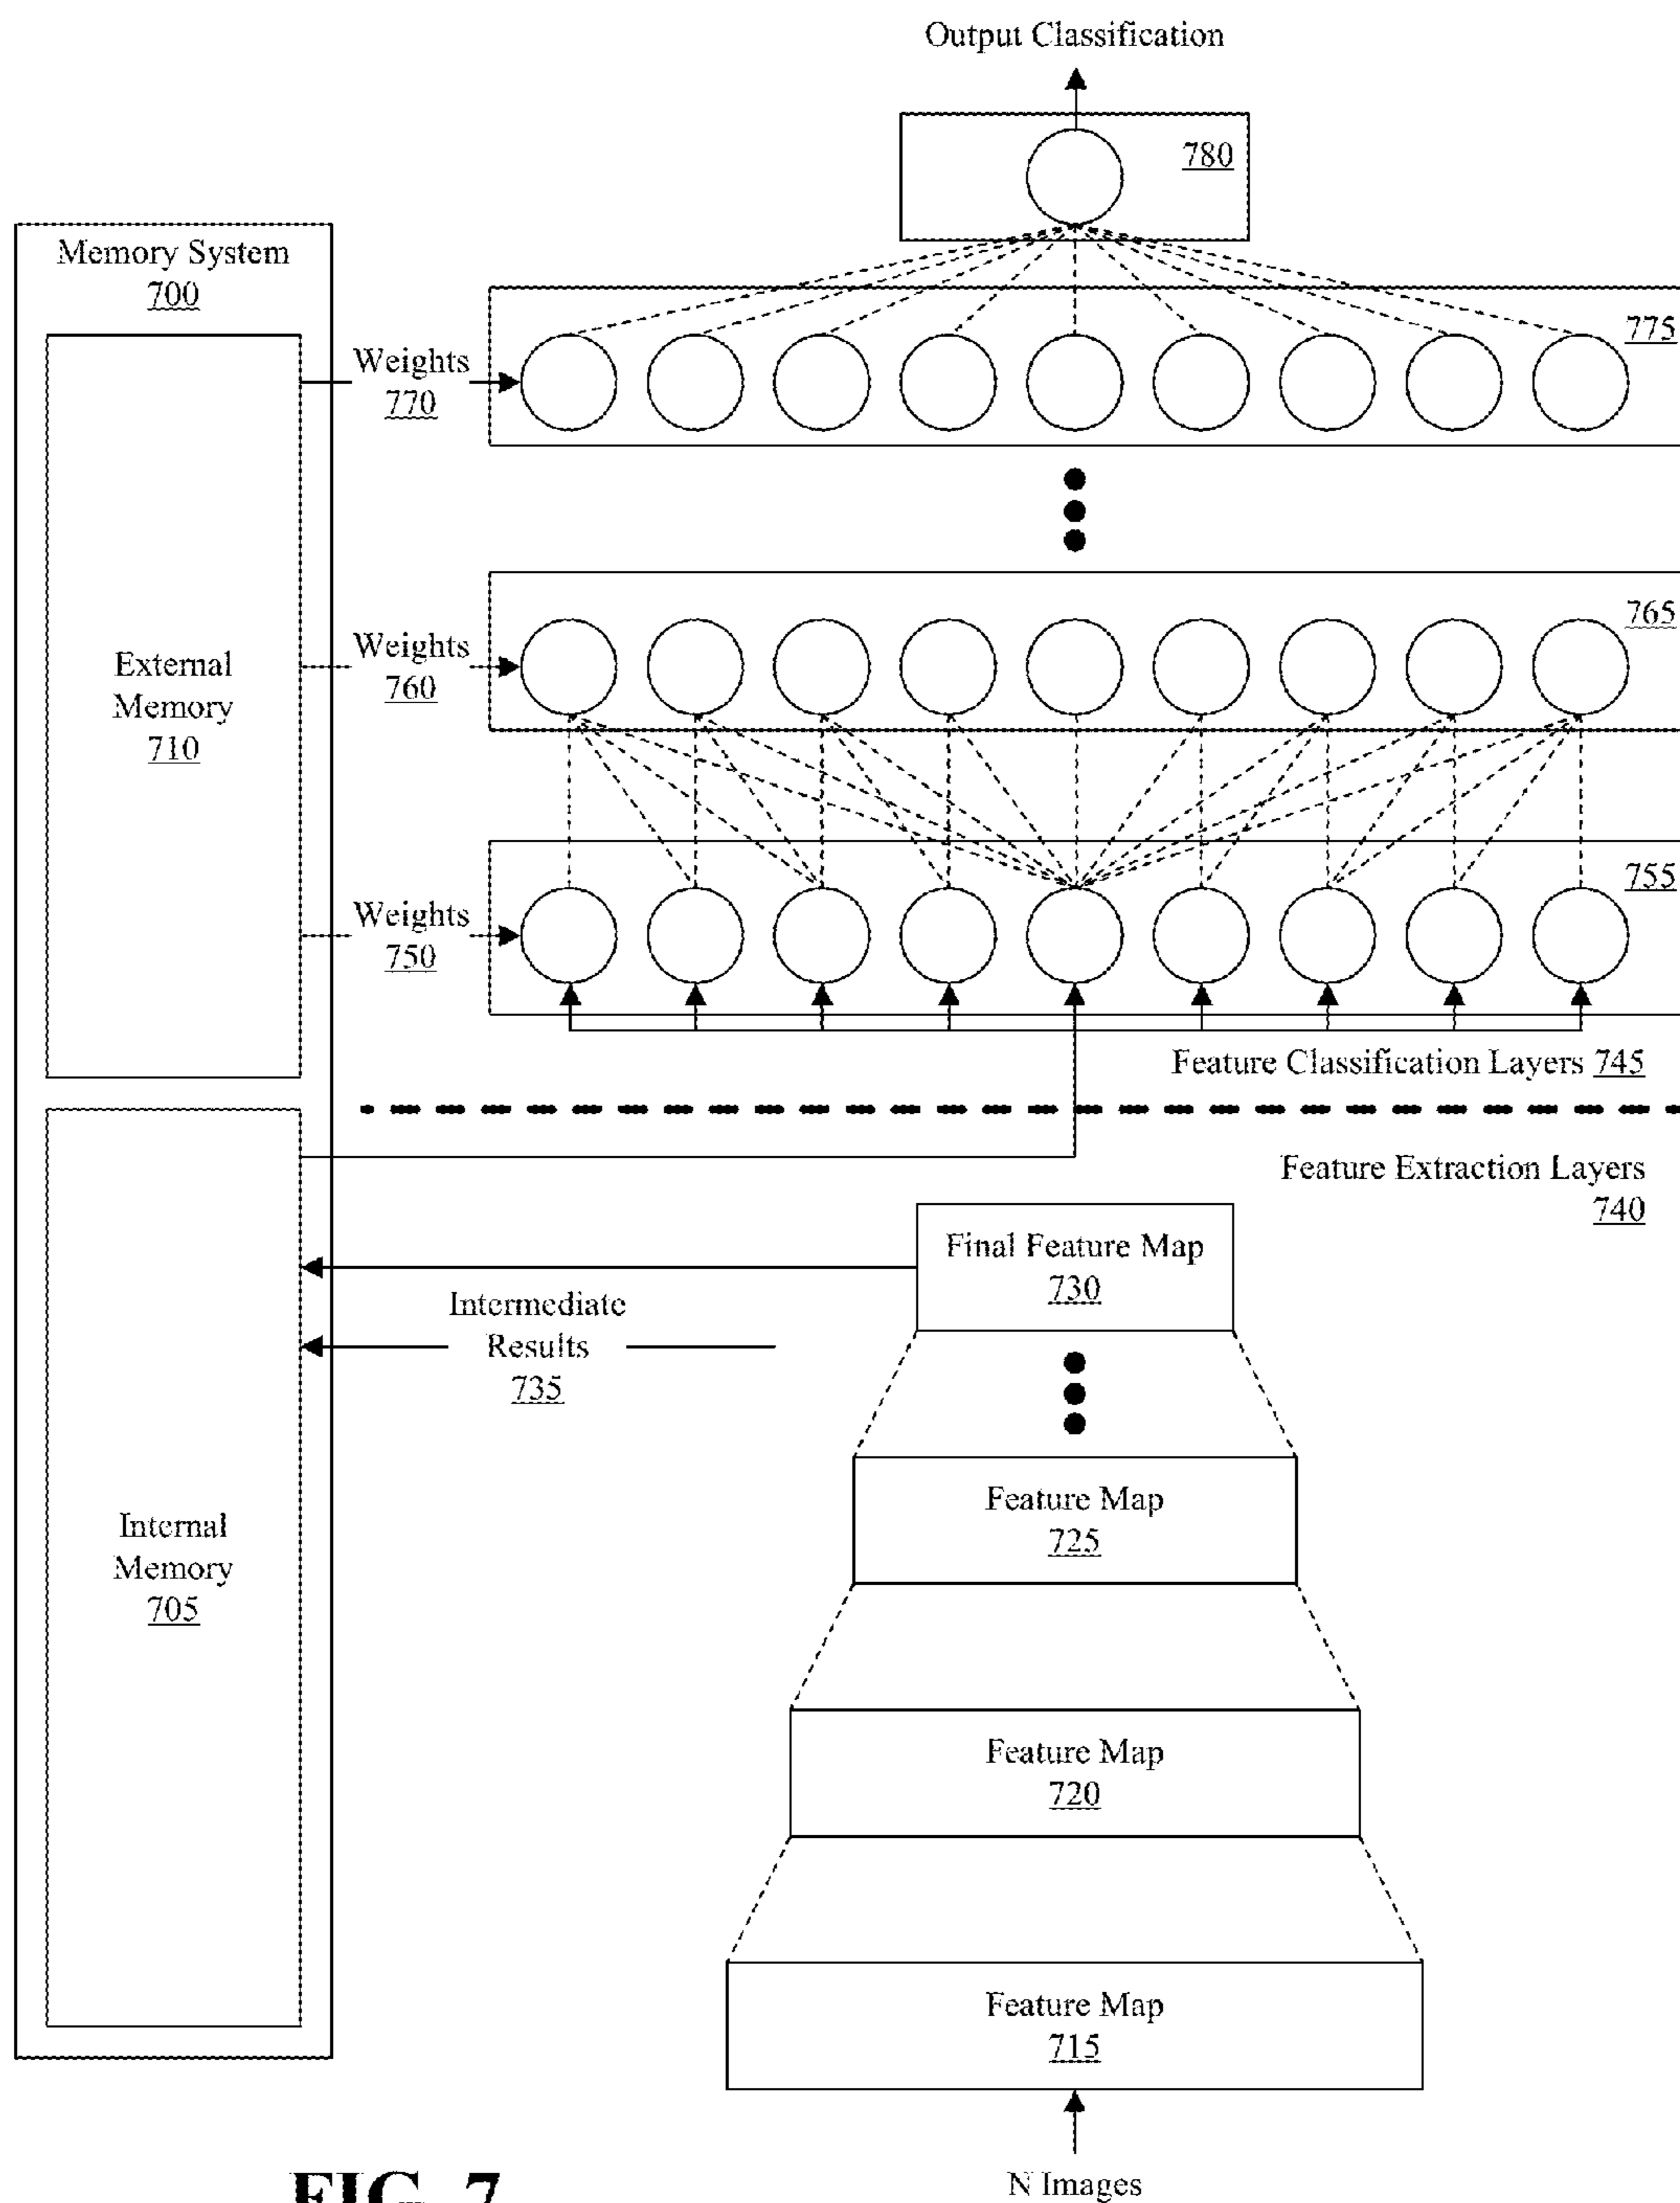 Output Classification
780
Memory System
700
775
Weights
770
765
Weights
760
External
Memory
710
755
Weights
750
Feature Classification Layers 745
Feature Extraction Layers
740
Final Feature Map
730
Intermediate
Results
735
Feature Map
725
Internal
Memory
705
Feature Map
720
Feature Map
715
N Images
FIG. 7